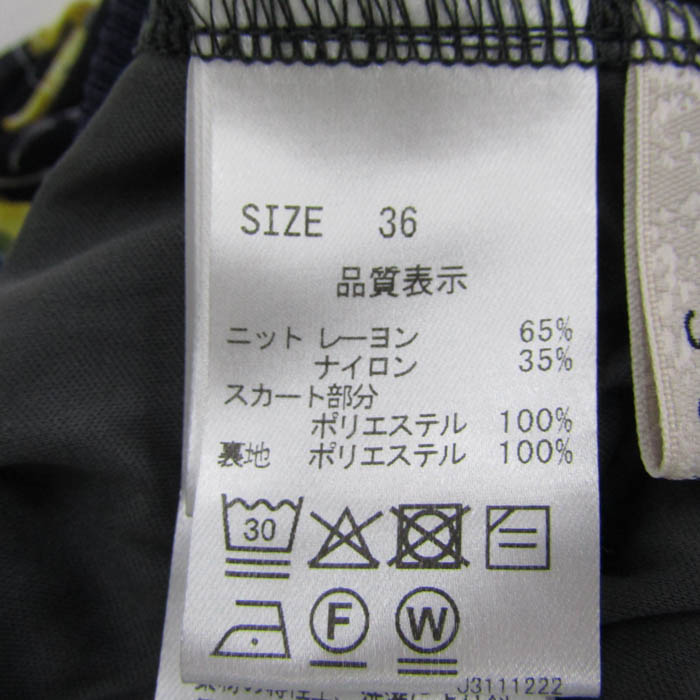 SIZE 36
品質表示
ニット レーヨン 65%
ナイロン 35%
スカート部分
ポリエステル 100%
裏地 ポリエステル 100%
30
F W
J3111222